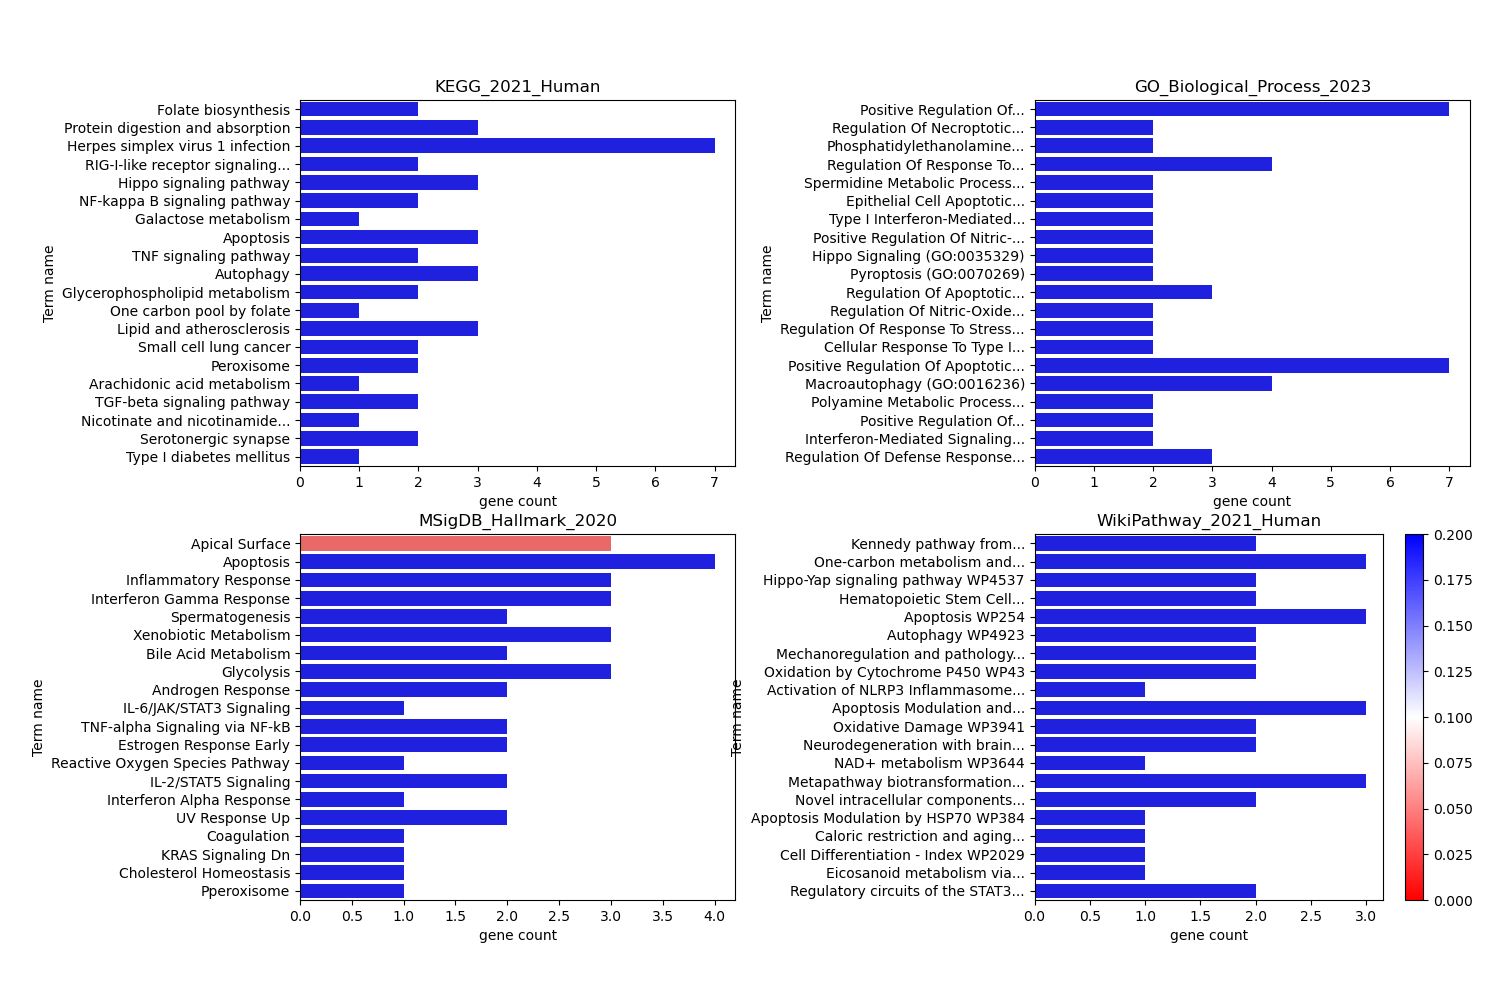 KEGG_2021_Human
Term name
Folate biosynthesis
Protein digestion and absorption
Herpes simplex virus 1 infection
RIG-I-like receptor signaling...
Hippo signaling pathway
NF-kappa B signaling pathway
Galactose metabolism
Apoptosis
TNF signaling pathway
Autophagy
Glycerophospholipid metabolism
One carbon pool by folate
Lipid and atherosclerosis
Small cell lung cancer
Peroxisome
Arachidonic acid metabolism
TGF-beta signaling pathway
Nicotinate and nicotinamide...
Serotonergic synapse
Type I diabetes mellitus
0 1 2 3 4 5 6 7
gene count
GO_Biological_Process_2023
Term name
Positive Regulation Of...
Regulation Of Necroptotic...
Phosphatidylethanolamine...
Regulation Of Response To...
Spermidine Metabolic Process...
Epithelial Cell Apoptotic...
Type I Interferon-Mediated...
Positive Regulation Of Nitric-...
Hippo Signaling (GO:0035329)
Pyroptosis (GO:0070269)
Regulation Of Apoptotic...
Regulation Of Nitric-Oxide...
Regulation Of Response To Stress...
Cellular Response To Type I...
Positive Regulation Of Apoptotic...
Macroautophagy (GO:0016236)
Polyamine Metabolic Process...
Positive Regulation Of...
Interferon-Mediated Signaling...
Regulation Of Defense Response...
0 1 2 3 4 5 6 7
gene count
MSigDB_Hallmark_2020
Term name
Apical Surface
Apoptosis
Inflammatory Response
Interferon Gamma Response
Spermatogenesis
Xenobiotic Metabolism
Bile Acid Metabolism
Glycolysis
Androgen Response
IL-6/JAK/STAT3 Signaling
TNF-alpha Signaling via NF-kB
Estrogen Response Early
Reactive Oxygen Species Pathway
IL-2/STAT5 Signaling
Interferon Alpha Response
UV Response Up
Coagulation
KRAS Signaling Dn
Cholesterol Homeostasis
Pperoxisome
0.0 0.5 1.0 1.5 2.0 2.5 3.0 3.5 4.0
gene count
WikiPathway_2021_Human
Term name
Kennedy pathway from...
One-carbon metabolism and...
Hippo-Yap signaling pathway WP4537
Hematopoietic Stem Cell...
Apoptosis WP254
Autophagy WP4923
Mechanoregulation and pathology...
Oxidation by Cytochrome P450 WP43
Activation of NLRP3 Inflammasome...
Apoptosis Modulation and...
Oxidative Damage WP3941
Neurodegeneration with brain...
NAD+ metabolism WP3644
Metapathway biotransformation...
Novel intracellular components...
Apoptosis Modulation by HSP70 WP384
Caloric restriction and aging...
Cell Differentiation - Index WP2029
Eicosanoid metabolism via...
Regulatory circuits of the STAT3...
0.0 0.5 1.0 1.5 2.0 2.5 3.0
gene count
0.200
0.175
0.150
0.125
0.100
0.075
0.050
0.025
0.000